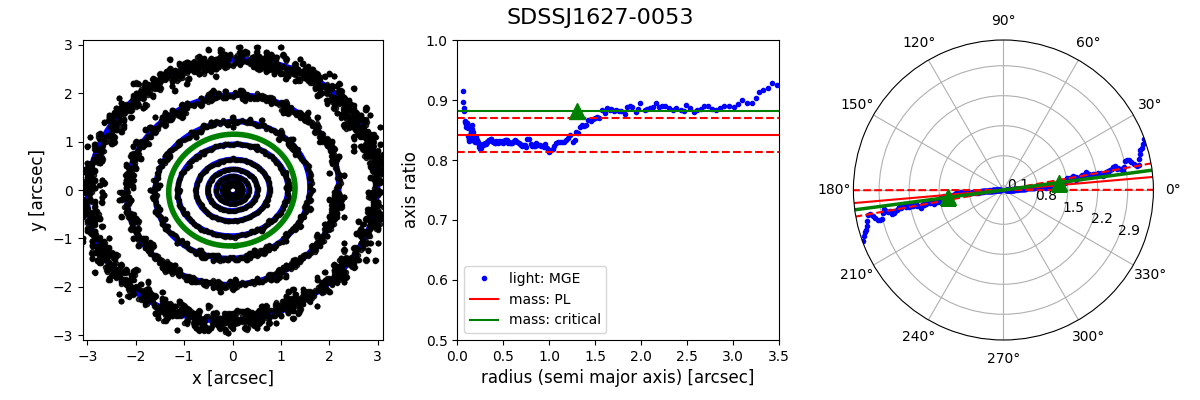 SDSSJ1627-0053
3
2
1
0
−1
−2
−3
y [arcsec]
−3 −2 −1 0 1 2 3
x [arcsec]
1.0
0.9
0.8
0.7
0.6
0.5
axis ratio
light: MGE
mass: PL
mass: critical
0.0 0.5 1.0 1.5 2.0 2.5 3.0 3.5
radius (semi major axis) [arcsec]
90°
120° 60°
150° 30°
180° 0°
0.1
0.8
1.5
2.2
2.9
210° 330°
240° 300°
270°